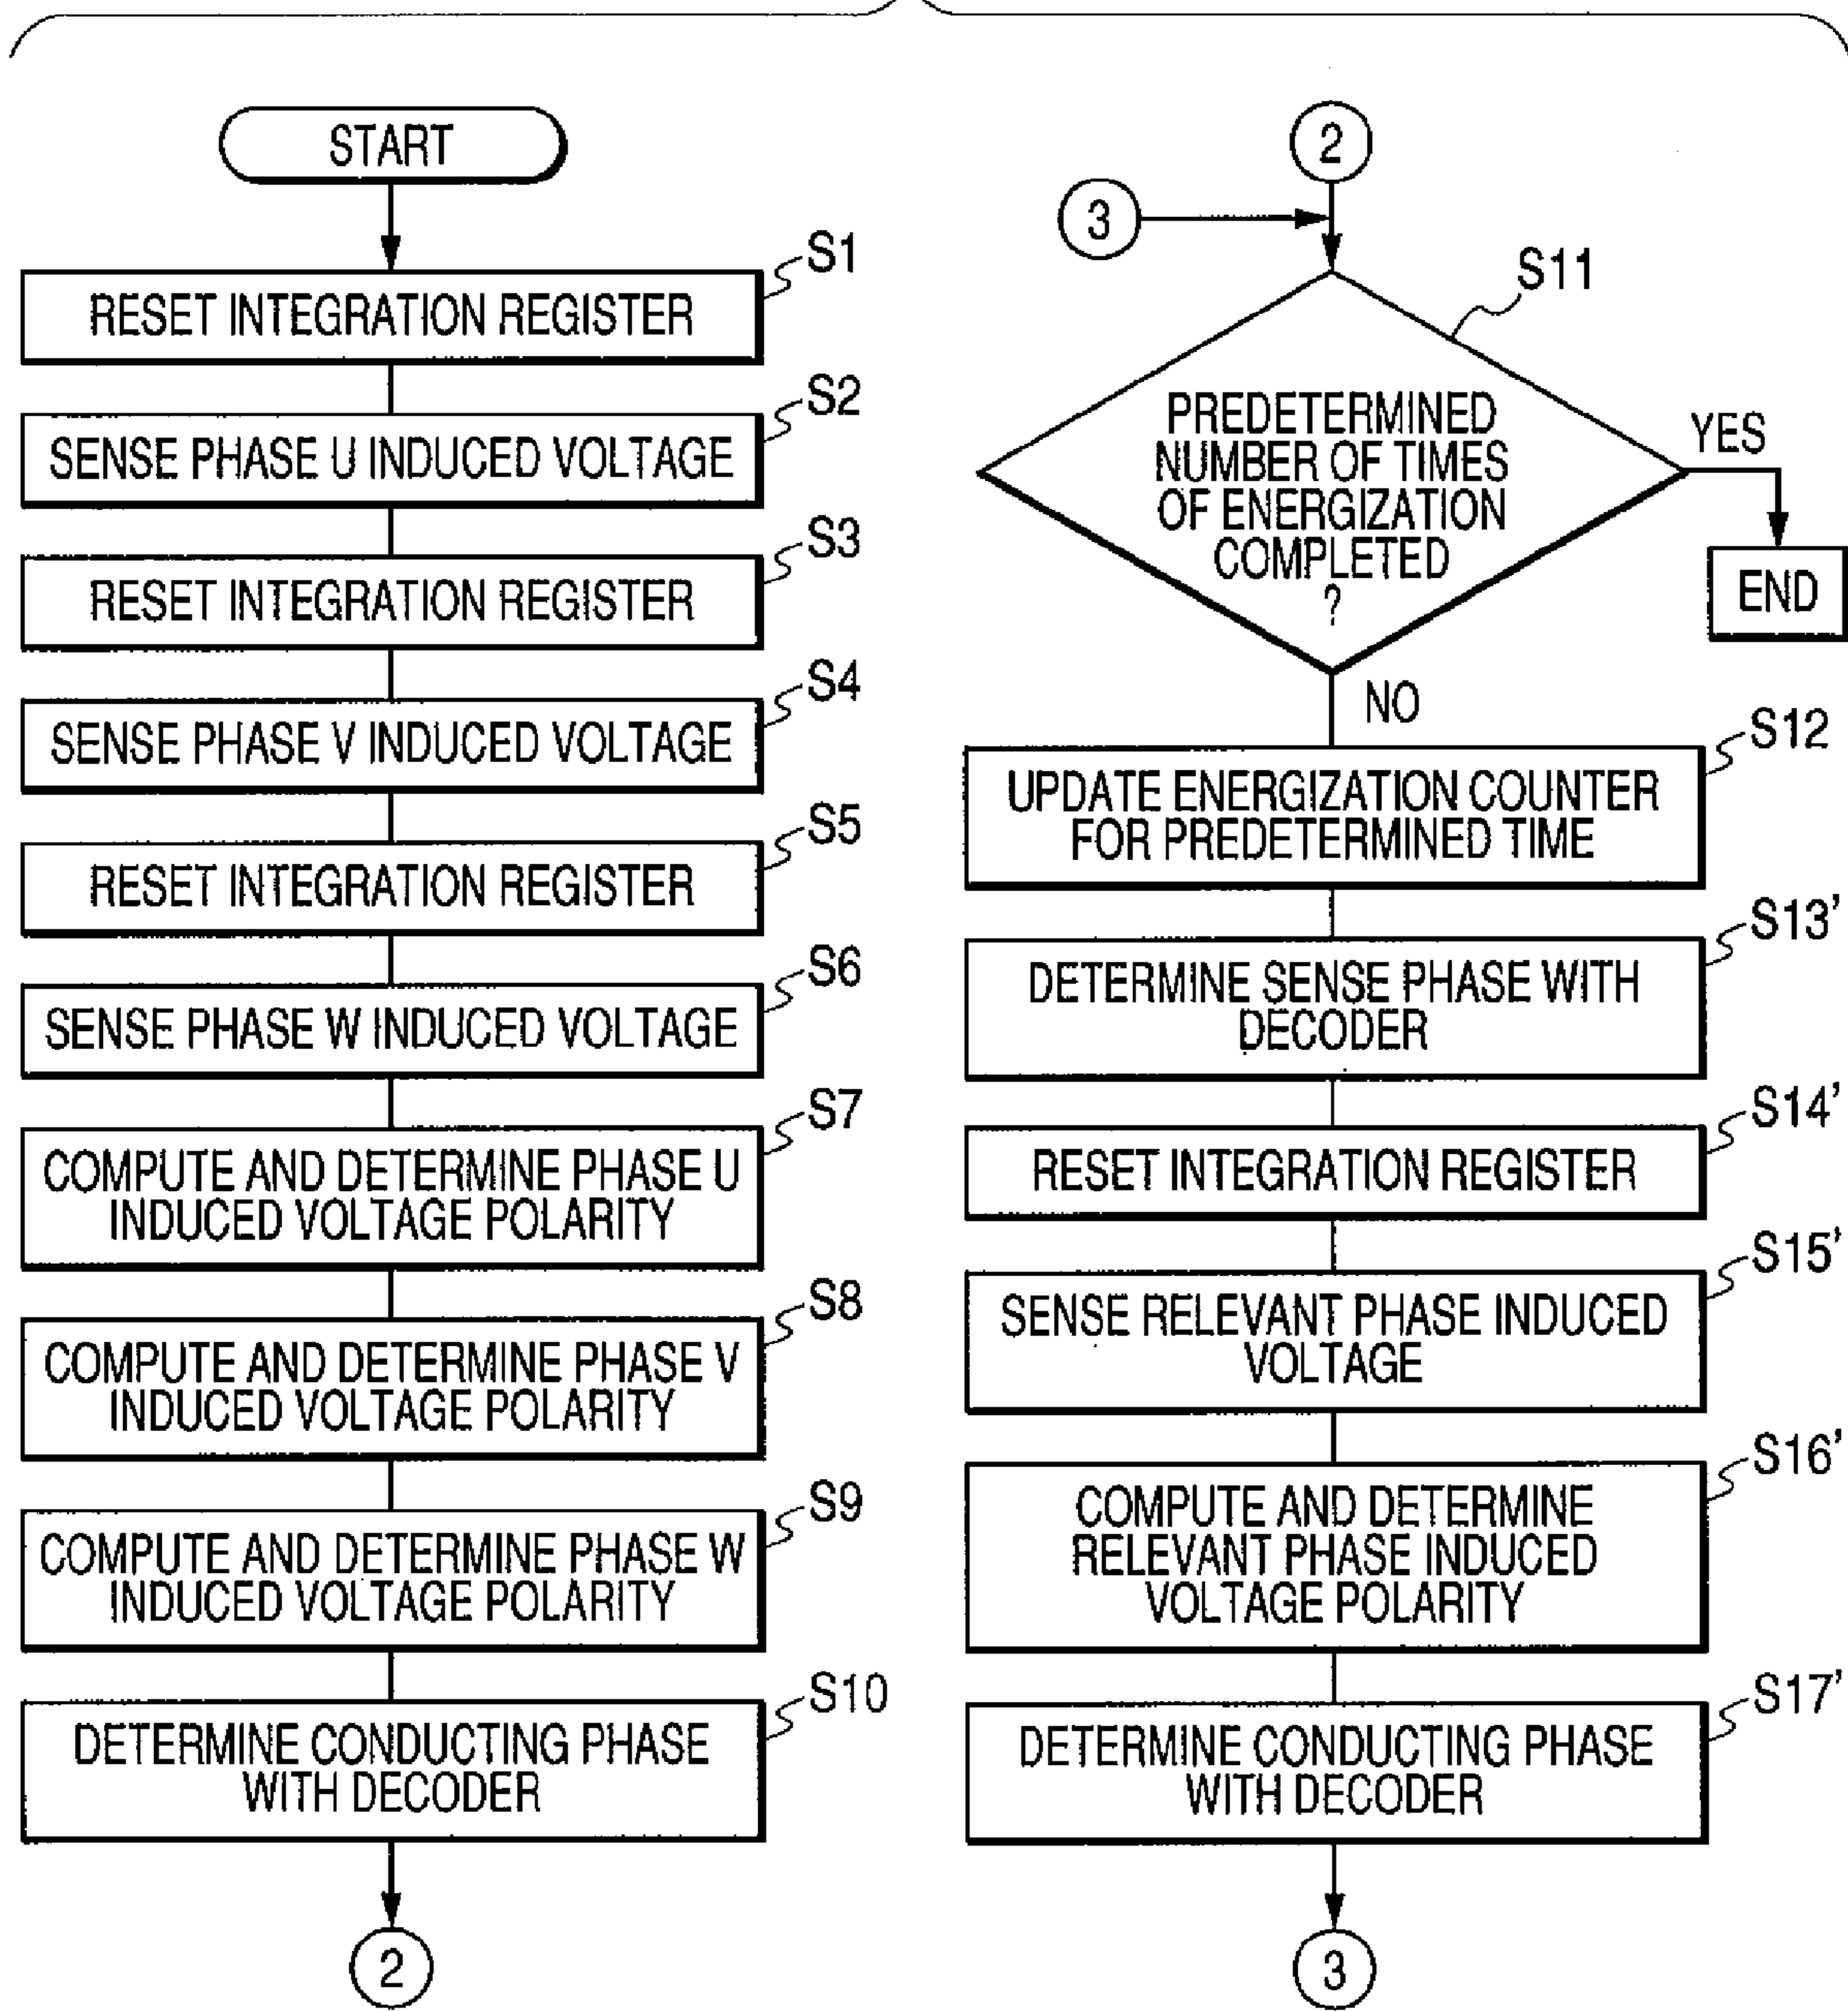 START
S1
RESET INTEGRATION REGISTER
S2
SENSE PHASE U INDUCED VOLTAGE
S3
RESET INTEGRATION REGISTER
S4
SENSE PHASE V INDUCED VOLTAGE
S5
RESET INTEGRATION REGISTER
S6
SENSE PHASE W INDUCED VOLTAGE
S7
COMPUTE AND DETERMINE PHASE U
INDUCED VOLTAGE POLARITY
S8
COMPUTE AND DETERMINE PHASE V
INDUCED VOLTAGE POLARITY
S9
COMPUTE AND DETERMINE PHASE W
INDUCED VOLTAGE POLARITY
S10
DETERMINE CONDUCTING PHASE
WITH DECODER
2
2
3
S11
PREDETERMINED
NUMBER OF TIMES
OF ENERGIZATION
COMPLETED
?
YES
END
NO
S12
UPDATE ENERGIZATION COUNTER
FOR PREDETERMINED TIME
S13'
DETERMINE SENSE PHASE WITH
DECODER
S14'
RESET INTEGRATION REGISTER
S15'
SENSE RELEVANT PHASE INDUCED
VOLTAGE
S16'
COMPUTE AND DETERMINE
RELEVANT PHASE INDUCED
VOLTAGE POLARITY
S17'
DETERMINE CONDUCTING PHASE
WITH DECODER
3